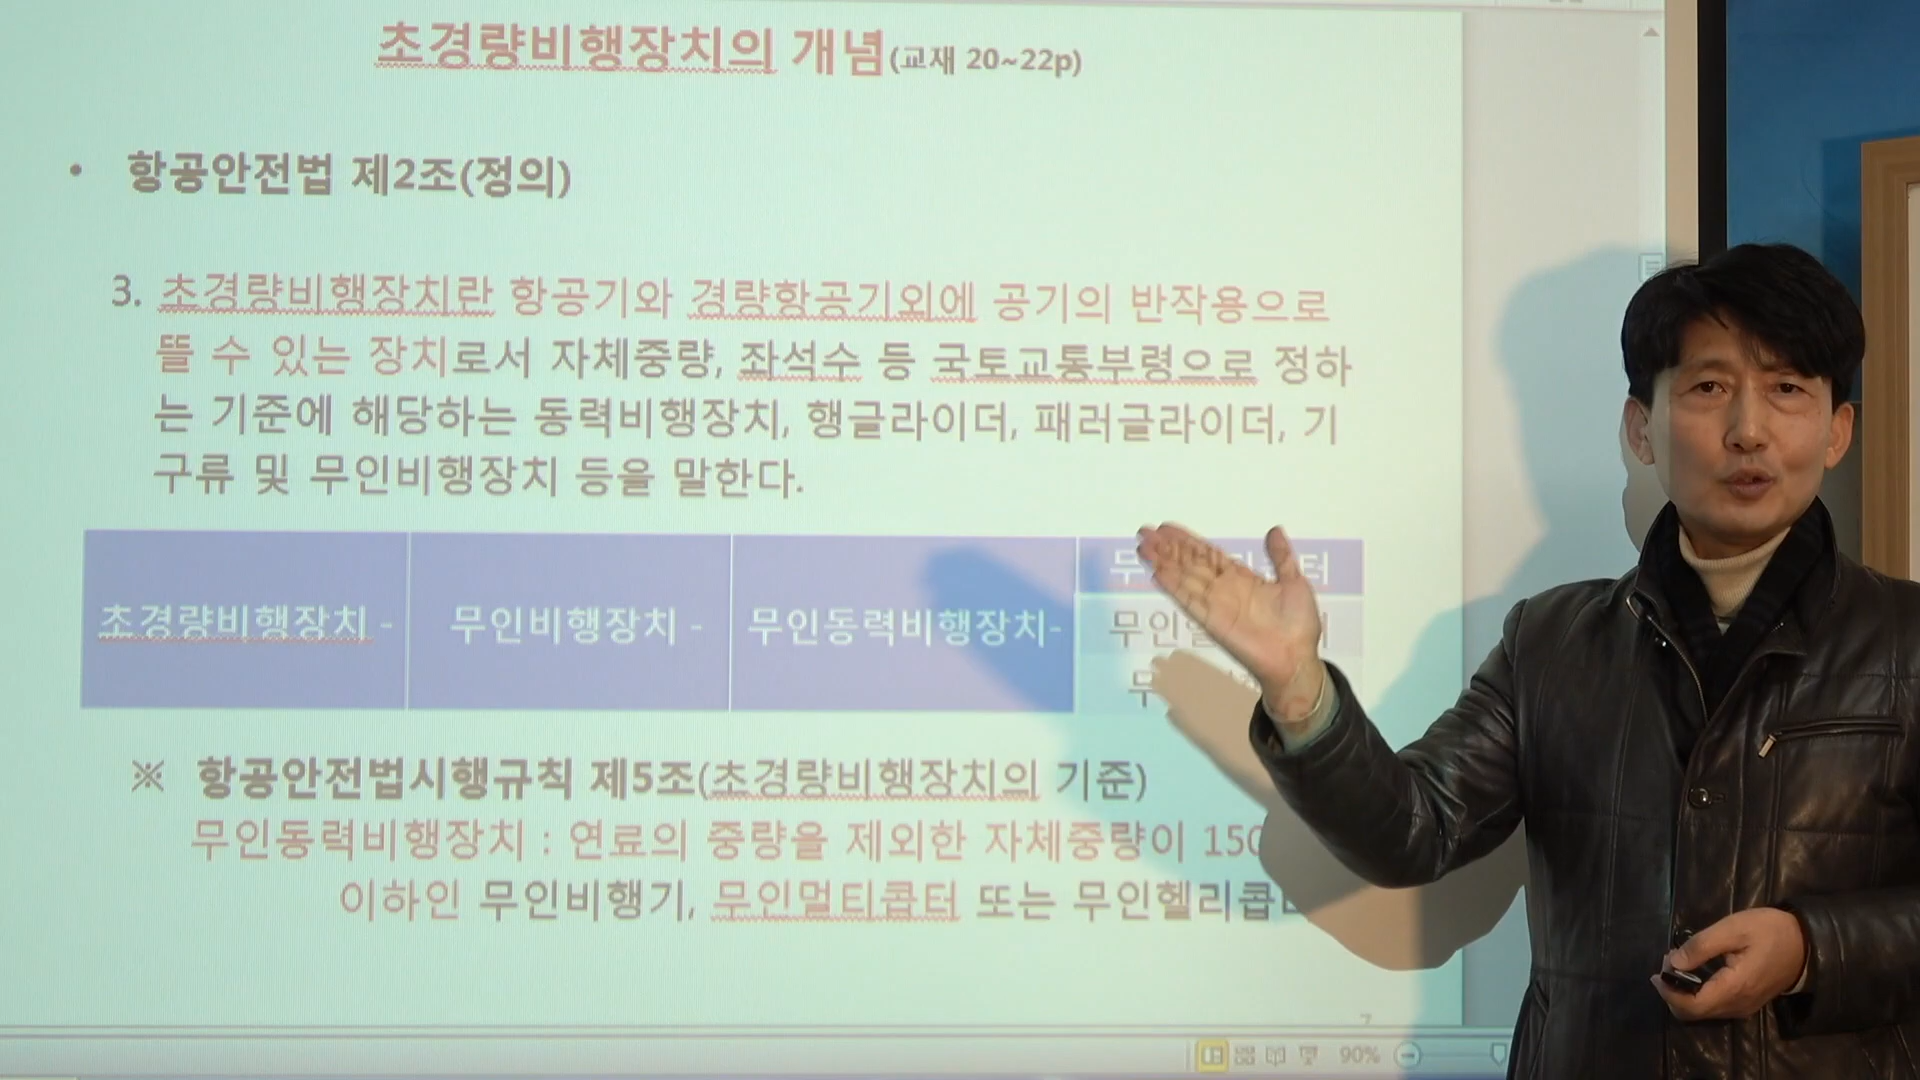 초경량비행장치의 개념(교재 20~22p)
• 항공안전법 제2조(정의)
3. 초경량비행장치란 항공기와 경량항공기외에 공기의 반작용으로
뜰 수 있는 장치로서 자체중량, 좌석수 등 국토교통부령으로 정하
는 기준에 해당하는 동력비행장치, 행글라이더, 패러글라이더, 기
구류 및 무인비행장치 등을 말한다.
초경량비행장치 -
무인비행장치 -
무인동력비행장치-
※ 항공안전법시행규칙 제5조(초경량비행장치의 기준)
무인동력비행장치 : 연료의 중량을 제외한 자체중량이 150
이하인 무인비행기, 무인멀티콥터 또는 무인헬리콥
7
90%